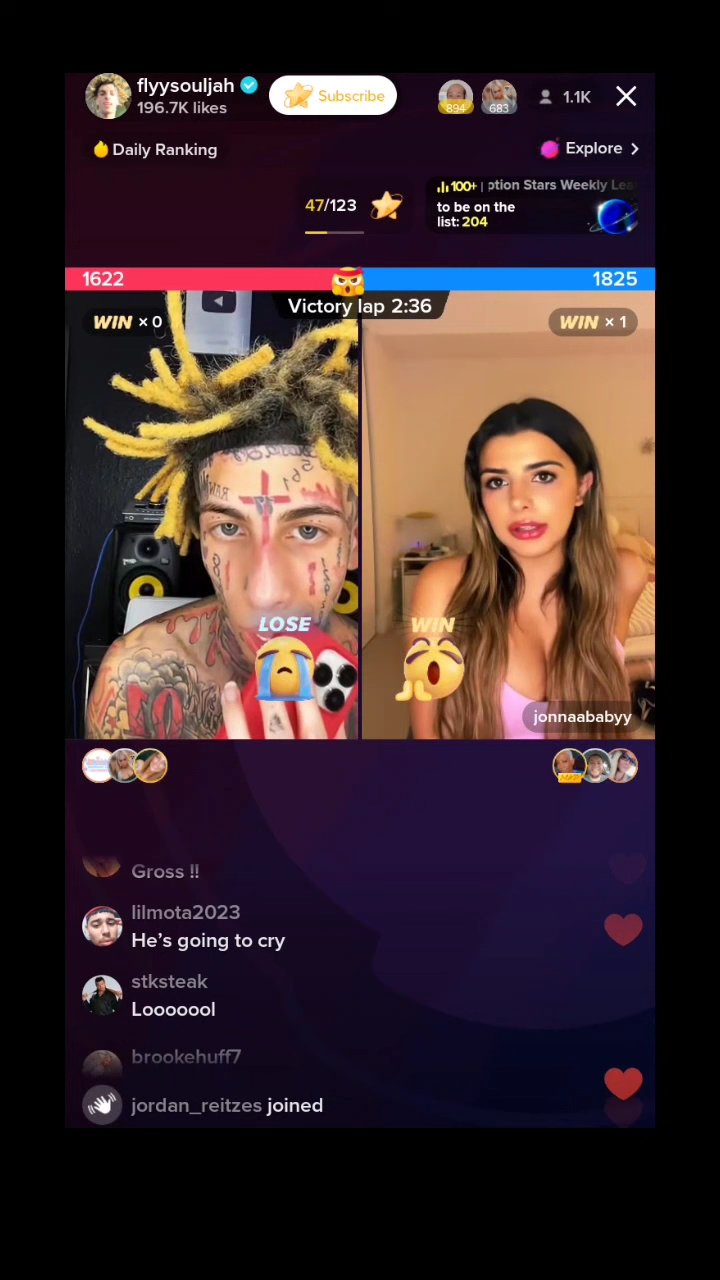 flyysouljah
196.7K likes
Subscribe
894
683
1.1K
Daily Ranking
Explore
47/123
100+ | ption Stars Weekly Lea
to be on the
list: 204
1622
1825
Victory lap 2:36
WIN × 0
WIN × 1
561
LOSE
WIN
jonnaababyy
Gross !!
lilmota2023
He's going to cry
stksteak
Looooool
brookehuff7
jordan_reitzes joined